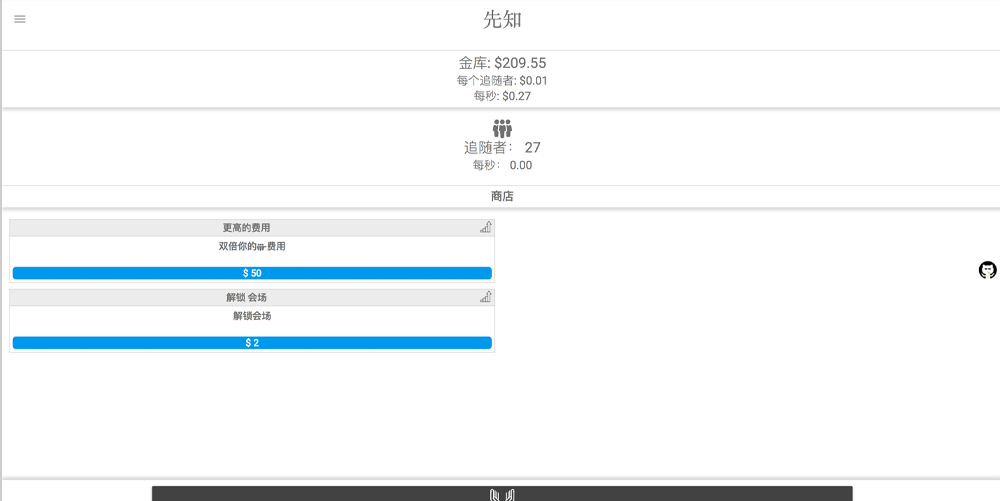 先知
金库: $209.55
每个追随者: $0.01
每秒: $0.27
追随者： 27
每秒： 0.00
商店
更高的费用
双倍你的 费用
$ 50
解锁 会场
解锁会场
$ 2